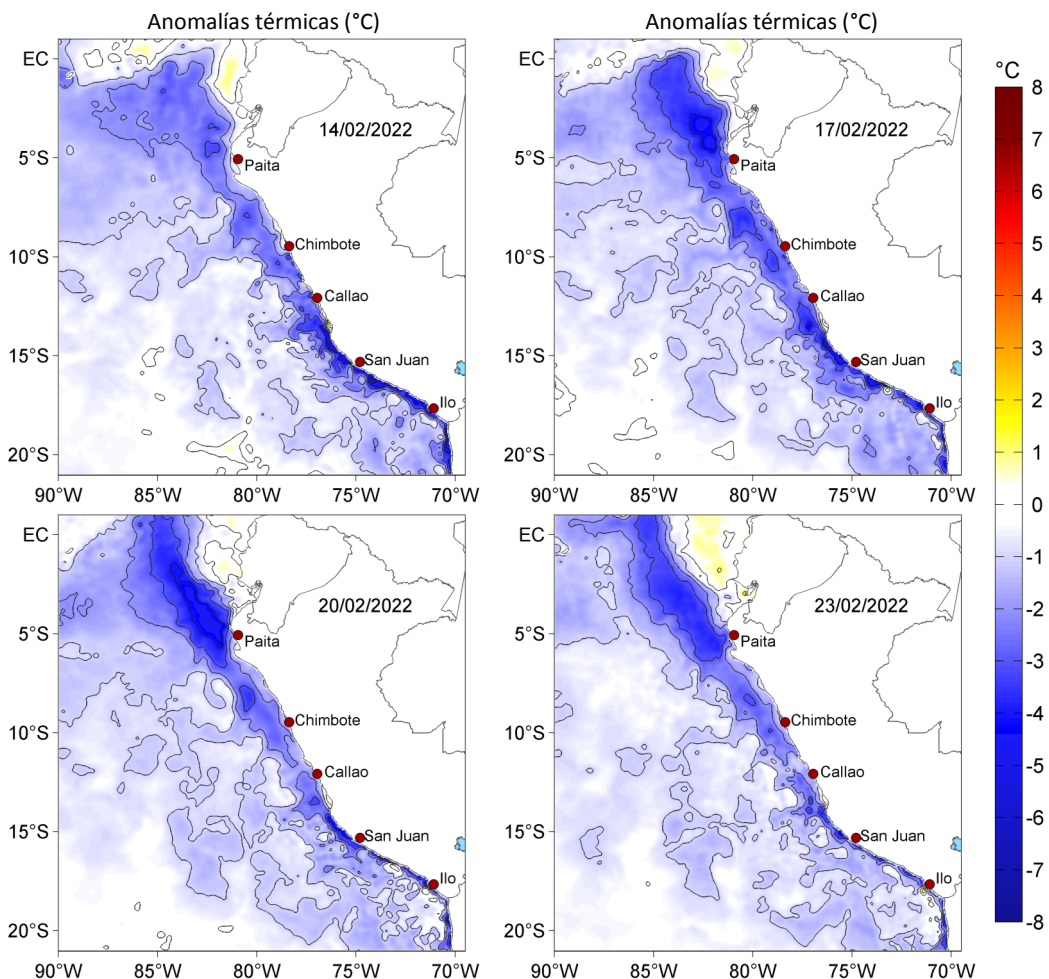 Anomalías térmicas (°C)
Anomalías térmicas (°C)
°C
EC
5°S
10°S
15°S
20°S
90°W
85°W
80°W
75°W
70°W
14/02/2022
Paita
Chimbote
Callao
San Juan
Ilo
EC
5°S
10°S
15°S
20°S
90°W
85°W
80°W
75°W
70°W
17/02/2022
Paita
Chimbote
Callao
San Juan
Ilo
8
7
6
5
4
3
2
1
0
-1
-2
-3
-4
-5
-6
-7
-8
EC
5°S
10°S
15°S
20°S
90°W
85°W
80°W
75°W
70°W
20/02/2022
Paita
Chimbote
Callao
San Juan
Ilo
EC
5°S
10°S
15°S
20°S
90°W
85°W
80°W
75°W
70°W
23/02/2022
Paita
Chimbote
Callao
San Juan
Ilo